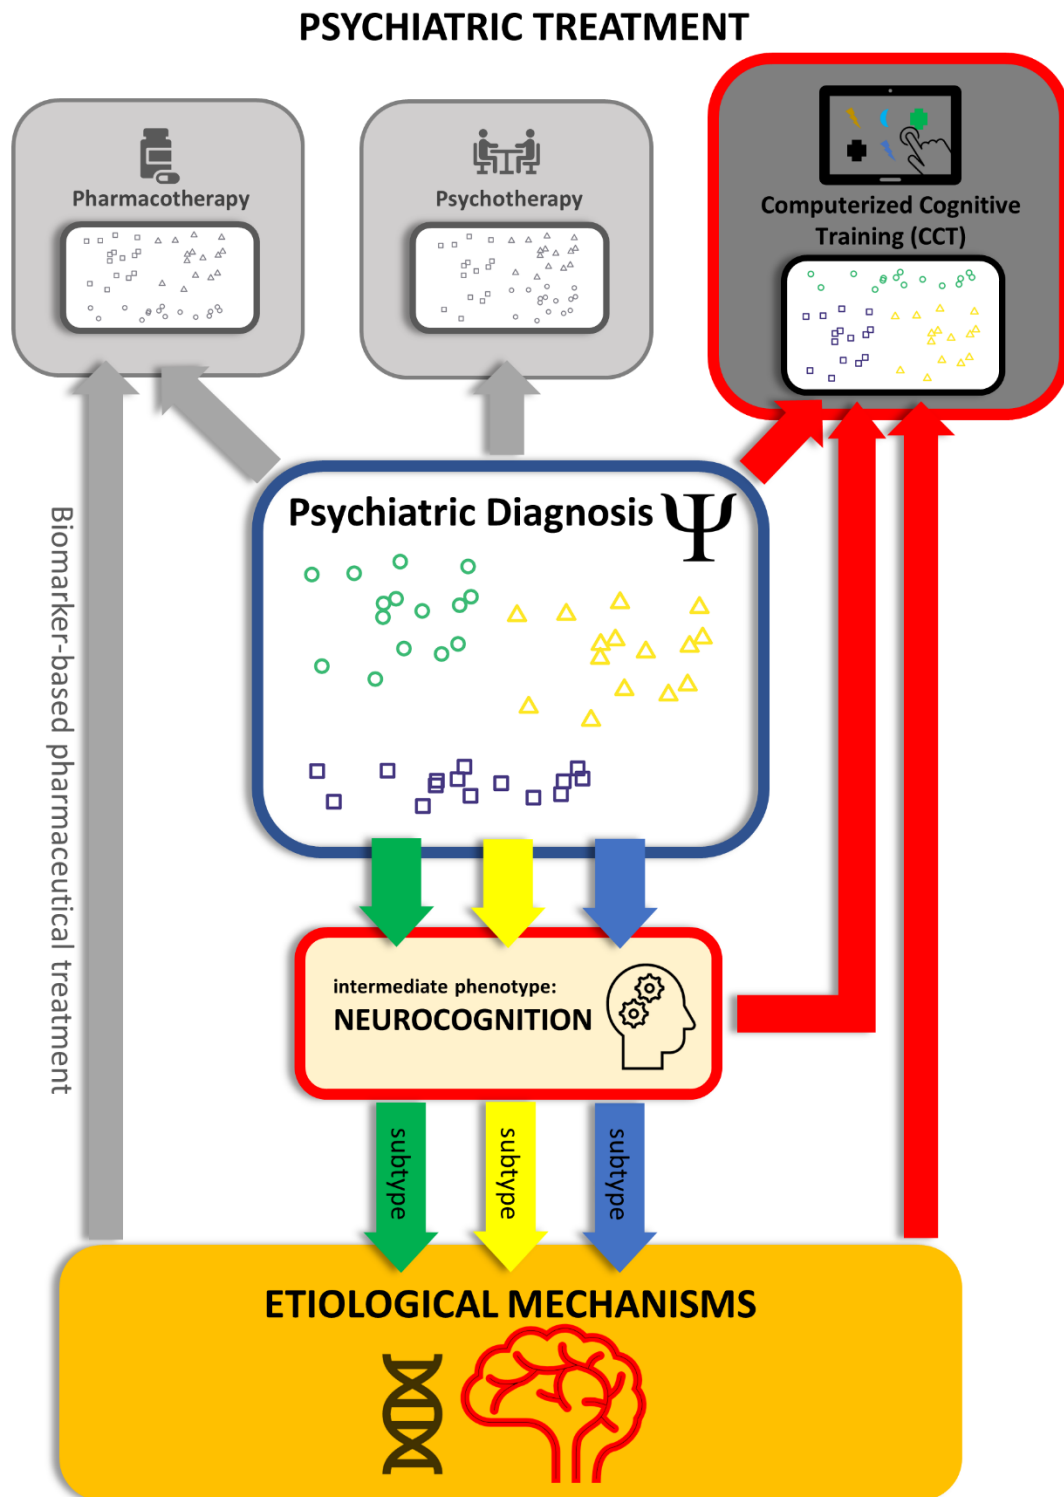 PSYCHIATRIC TREATMENT
Pharmacotherapy
Psychotherapy
Computerized Cognitive
Training (CCT)
Psychiatric Diagnosis Ψ
Biomarker-based pharmaceutical treatment
intermediate phenotype:
NEUROCOGNITION
subtype
subtype
subtype
ETIOLOGICAL MECHANISMS